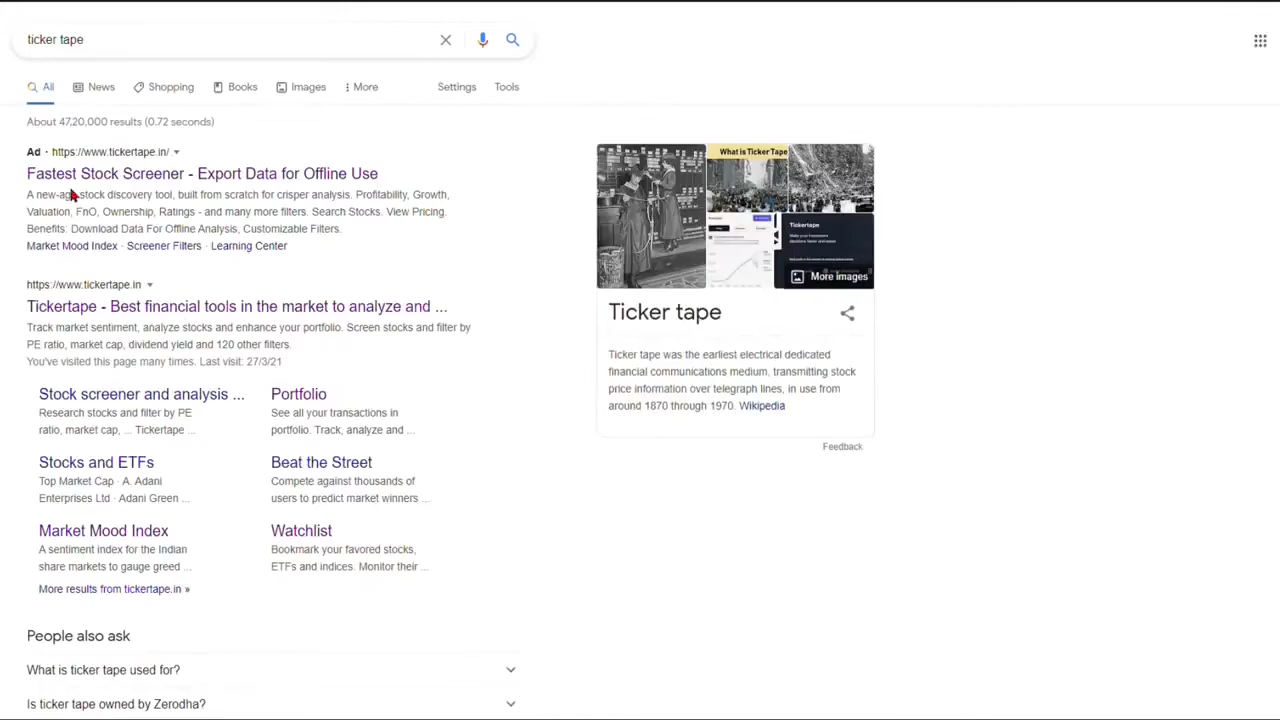 ticker tape
All
News
Shopping
Books
Images
More
Settings
Tools
About 47,20,000 results (0.72 seconds)
Ad · https://www.tickertape.in/
Fastest Stock Screener - Export Data for Offline Use
A new-age stock discovery tool, built from scratch for crisper analysis. Profitability, Growth,
Valuation, FnO, Ownership, Ratings - and many more filters. Search Stocks. View Pricing.
Benefits: Download Data For Offline Analysis, Customizable Filters.
Market Mood Index · Screener Filters · Learning Center
https://www.tickertape.in
Tickertape - Best financial tools in the market to analyze and ...
Track market sentiment, analyze stocks and enhance your portfolio. Screen stocks and filter by
PE ratio, market cap, dividend yield and 120 other filters.
You've visited this page many times. Last visit: 27/3/21
Stock screener and analysis ...
Research stocks and filter by PE
ratio, market cap, ... Tickertape ...
Portfolio
See all your transactions in
portfolio. Track, analyze and ...
Stocks and ETFs
Top Market Cap · A. Adani
Enterprises Ltd · Adani Green ...
Beat the Street
Compete against thousands of
users to predict market winners ...
Market Mood Index
A sentiment index for the Indian
share markets to gauge greed ...
Watchlist
Bookmark your favored stocks,
ETFs and indices. Monitor their ...
More results from tickertape.in »
People also ask
What is ticker tape used for?
Is ticker tape owned by Zerodha?
What is Ticker Tape
Tickertape
More images
Ticker tape
Ticker tape was the earliest electrical dedicated
financial communications medium, transmitting stock
price information over telegraph lines, in use from
around 1870 through 1970. Wikipedia
Feedback